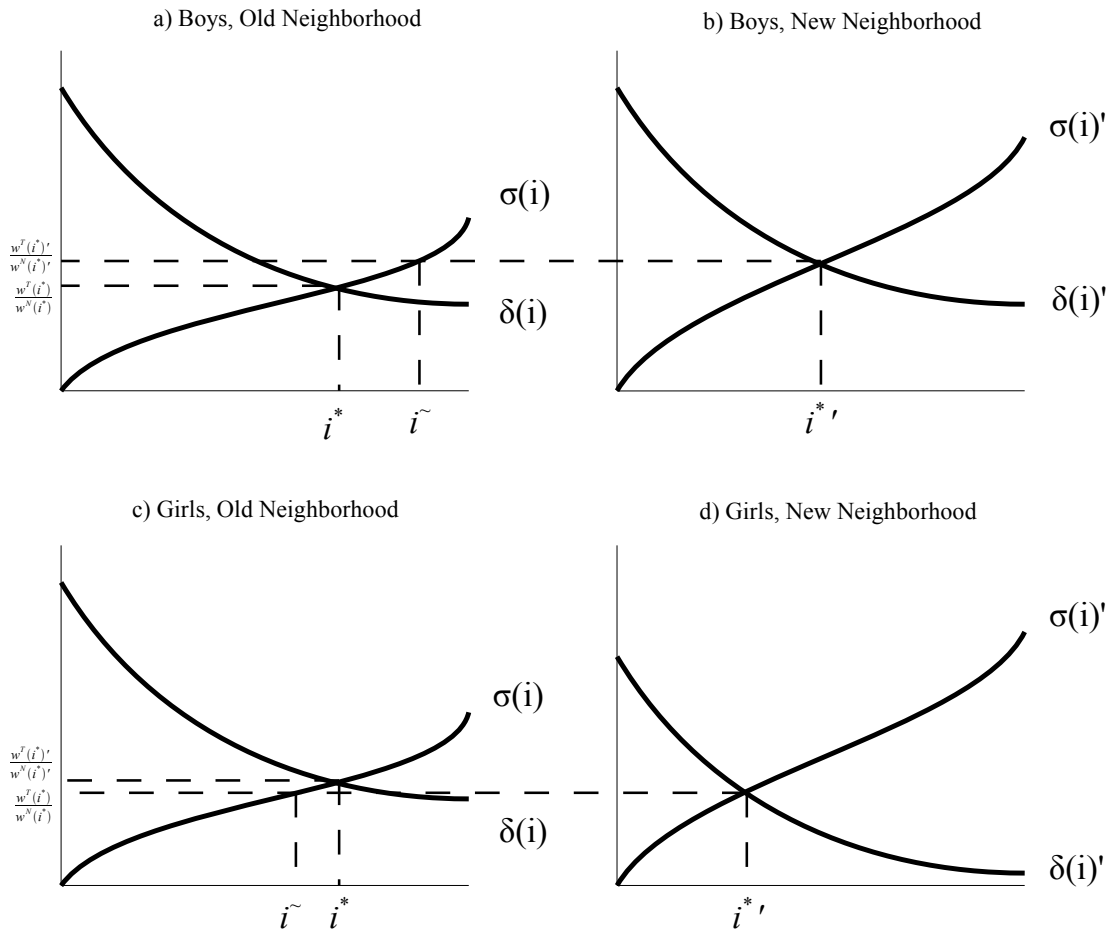 a) Boys, Old Neighborhood
b) Boys, New Neighborhood
σ(i)
σ(i)'
w^T(i^*)'
w^N(i^*)'
w^T(i^*)
w^N(i^*)
δ(i)
δ(i)'
i^*
i^~
i^* '
c) Girls, Old Neighborhood
d) Girls, New Neighborhood
σ(i)
σ(i)'
w^T(i^*)'
w^N(i^*)'
w^T(i^*)
w^N(i^*)
δ(i)
δ(i)'
i^~
i^*
i^* '